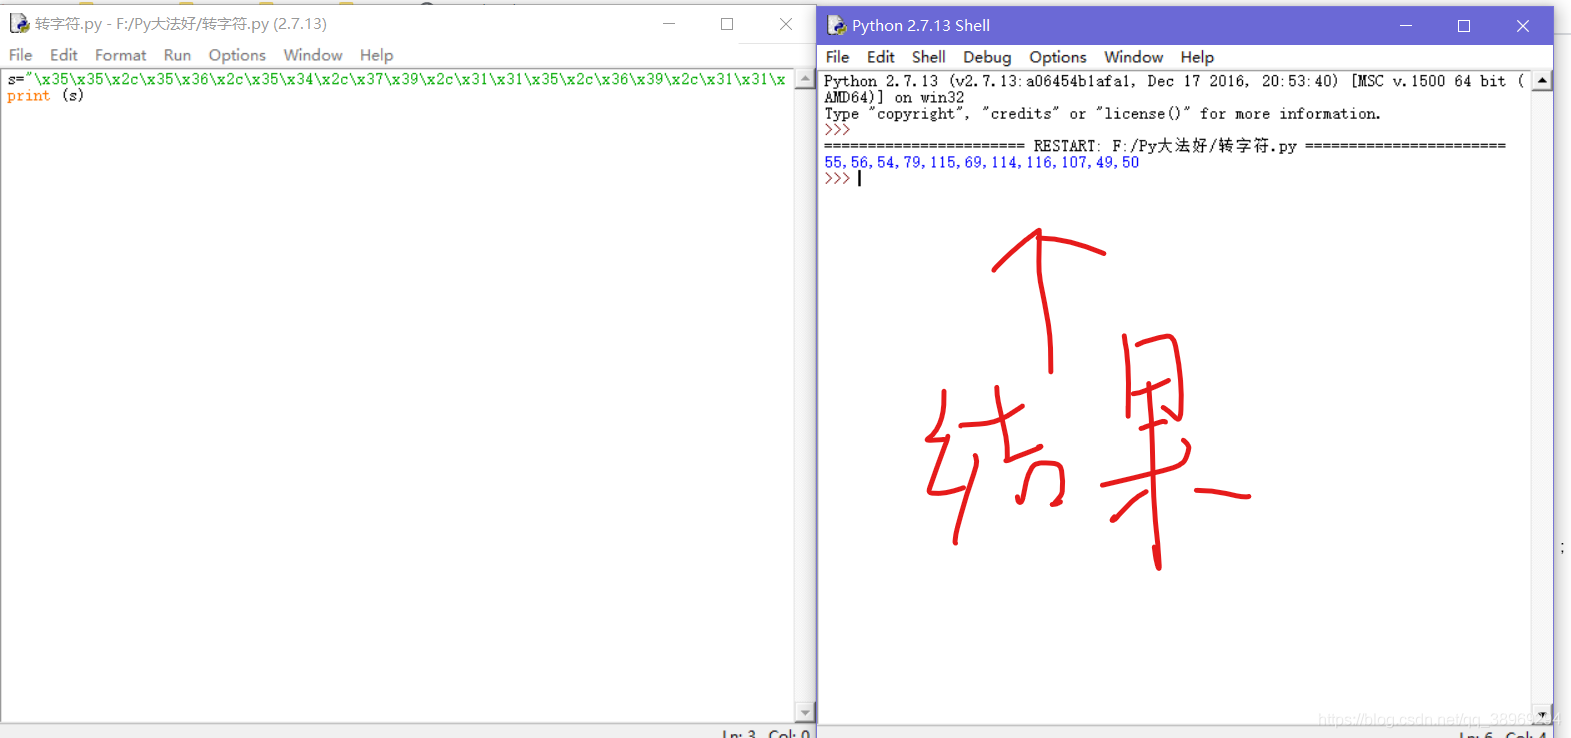 转字符.py - F:/Py大法好/转字符.py (2.7.13)
File Edit Format Run Options Window Help
s="\x35\x35\x2c\x35\x36\x2c\x35\x34\x2c\x37\x39\x2c\x31\x31\x35\x2c\x36\x39\x2c\x31\x31\x
print (s)
Python 2.7.13 Shell
File Edit Shell Debug Options Window Help
Python 2.7.13 (v2.7.13:a06454b1afa1, Dec 17 2016, 20:53:40) [MSC v.1500 64 bit (
AMD64)] on win32
Type "copyright", "credits" or "license()" for more information.
>>>
======================= RESTART: F:/Py大法好/转字符.py =======================
55,56,54,79,115,69,114,116,107,49,50
>>>
结果
;
Ln: 3 Col: 0
Ln: 6 Col: 4